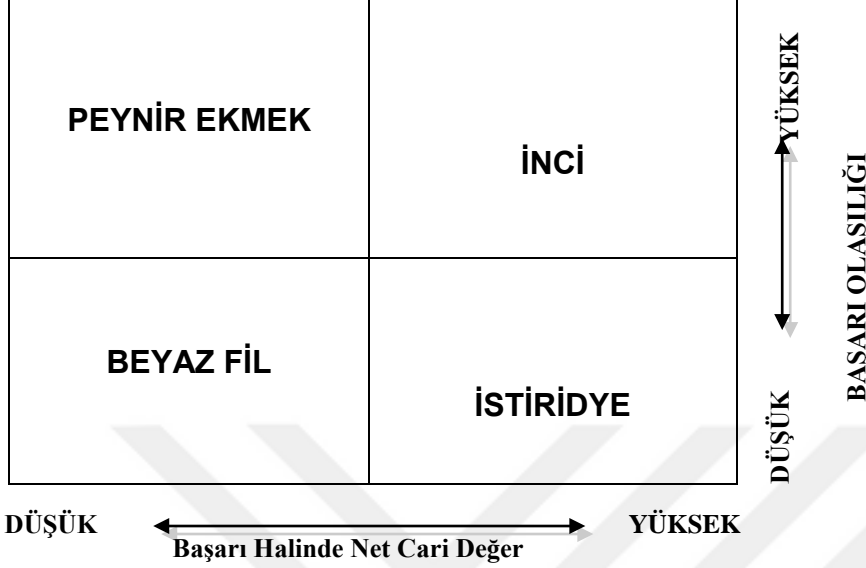 PEYNİR EKMEK
İNCİ
BEYAZ FİL
İSTİRİDYE
YÜKSEK
DÜŞÜK
BAŞARI OLASILIĞI
DÜŞÜK
YÜKSEK
Başarı Halinde Net Cari Değer